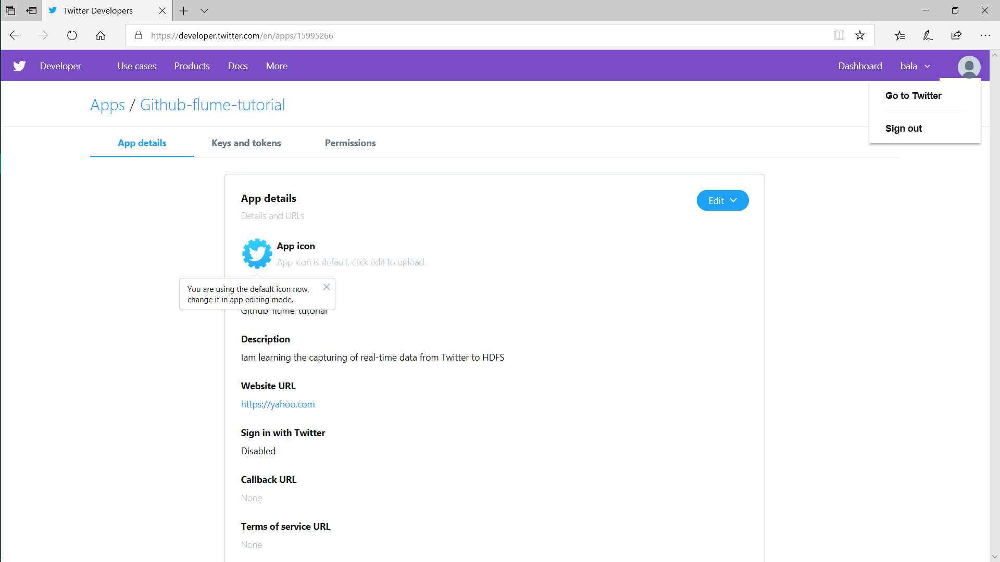 Twitter Developers
https://developer.twitter.com/en/apps/15995266
Developer Use cases Products Docs More Dashboard bala
Go to Twitter
Sign out
Apps / Github-flume-tutorial
App details Keys and tokens Permissions
App details
Edit
Details and URLs
App icon
App icon is default, click edit to upload.
You are using the default icon now,
change it in app editing mode.
Github-flume-tutorial
Description
Iam learning the capturing of real-time data from Twitter to HDFS
Website URL
https://yahoo.com
Sign in with Twitter
Disabled
Callback URL
None
Terms of service URL
None